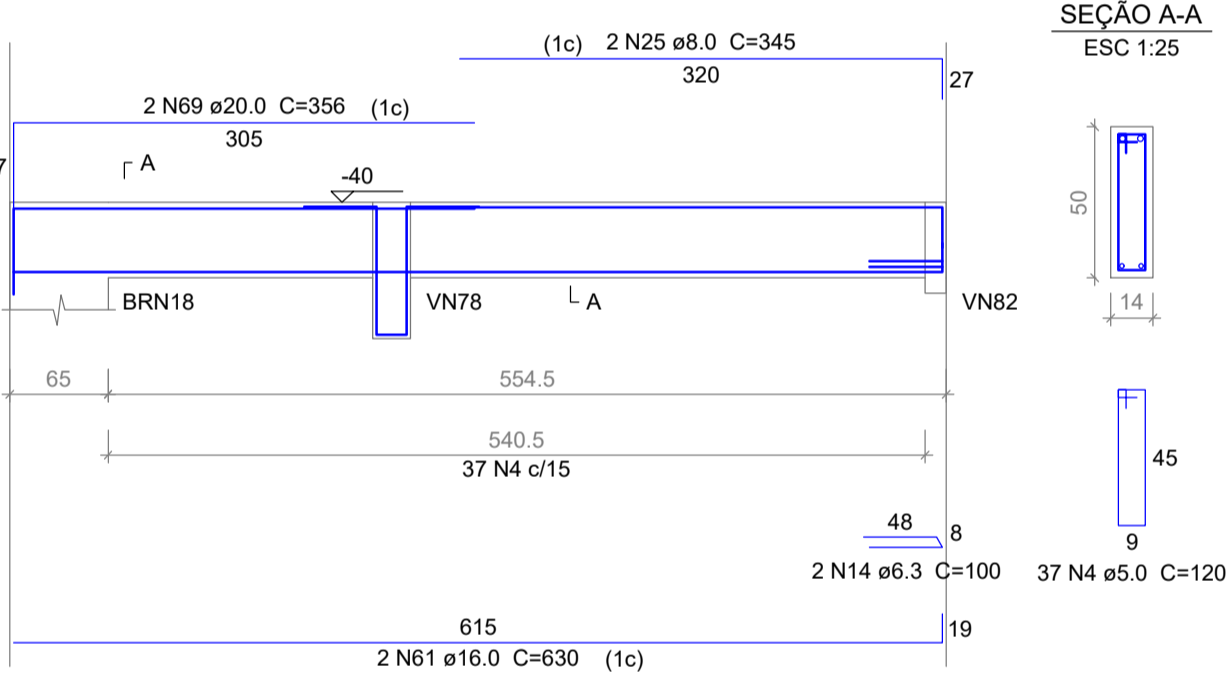 SEÇÃO A-A
ESC 1:25
(1c) 2 N25 ø8.0 C=345
320
27
2 N69 ø20.0 C=356 (1c)
305
7
A
-40
50
14
BRN18
VN78
A
VN82
65
554.5
540.5
37 N4 c/15
45
9
37 N4 ø5.0 C=120
48
8
2 N14 ø6.3 C=100
615
19
2 N61 ø16.0 C=630 (1c)